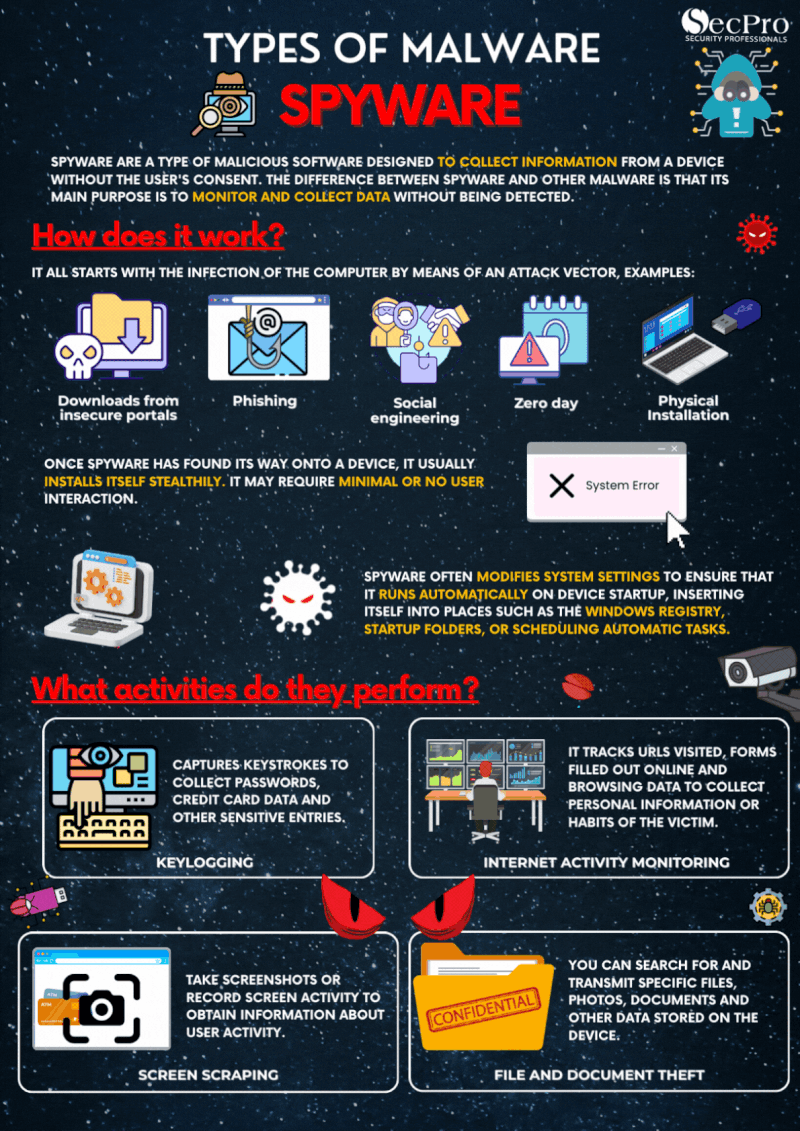 SecPro
SECURITY PROFESSIONALS
TYPES OF MALWARE
SPYWARE
SPYWARE ARE A TYPE OF MALICIOUS SOFTWARE DESIGNED TO COLLECT INFORMATION FROM A DEVICE
WITHOUT THE USER'S CONSENT. THE DIFFERENCE BETWEEN SPYWARE AND OTHER MALWARE IS THAT ITS
MAIN PURPOSE IS TO MONITOR AND COLLECT DATA WITHOUT BEING DETECTED.
How does it work?
IT ALL STARTS WITH THE INFECTION OF THE COMPUTER BY MEANS OF AN ATTACK VECTOR, EXAMPLES:
Downloads from
insecure portals
Phishing
Social
engineering
Zero day
Physical
Installation
ONCE SPYWARE HAS FOUND ITS WAY ONTO A DEVICE, IT USUALLY
INSTALLS ITSELF STEALTHILY. IT MAY REQUIRE MINIMAL OR NO USER
INTERACTION.
System Error
SPYWARE OFTEN MODIFIES SYSTEM SETTINGS TO ENSURE THAT
IT RUNS AUTOMATICALLY ON DEVICE STARTUP, INSERTING
ITSELF INTO PLACES SUCH AS THE WINDOWS REGISTRY,
STARTUP FOLDERS, OR SCHEDULING AUTOMATIC TASKS.
What activities do they perform?
CAPTURES KEYSTROKES TO
COLLECT PASSWORDS,
CREDIT CARD DATA AND
OTHER SENSITIVE ENTRIES.
KEYLOGGING
IT TRACKS URLS VISITED, FORMS
FILLED OUT ONLINE AND
BROWSING DATA TO COLLECT
PERSONAL INFORMATION OR
HABITS OF THE VICTIM.
INTERNET ACTIVITY MONITORING
TAKE SCREENSHOTS OR
RECORD SCREEN ACTIVITY TO
OBTAIN INFORMATION ABOUT
USER ACTIVITY.
SCREEN SCRAPING
CONFIDENTIAL
YOU CAN SEARCH FOR AND
TRANSMIT SPECIFIC FILES,
PHOTOS, DOCUMENTS AND
OTHER DATA STORED ON THE
DEVICE.
FILE AND DOCUMENT THEFT